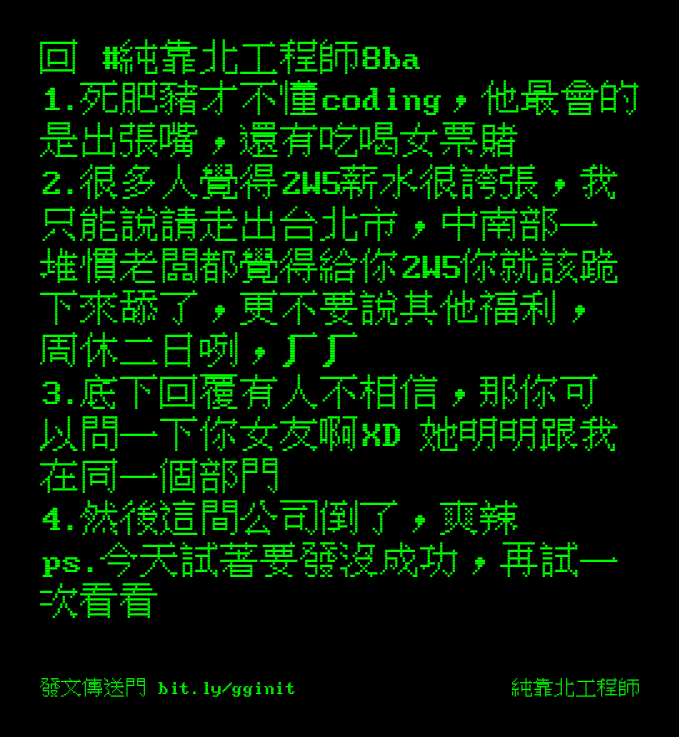 回 #純靠北工程師8ba
1.死肥豬才不懂coding，他最會的
是出張嘴，還有吃喝女票賭
2.很多人覺得2W5薪水很誇張，我
只能說請走出台北市，中南部一
堆慣老闆都覺得給你2W5你就該跪
下來舔了，更不要說其他福利，
周休二日咧，ㄏㄏ
3.底下回覆有人不相信，那你可
以問一下你女友啊XD 她明明跟我
在同一個部門
4.然後這間公司倒了，爽辣
ps.今天試著要發沒成功，再試一
次看看
發文傳送門 bit.ly/gginit
純靠北工程師